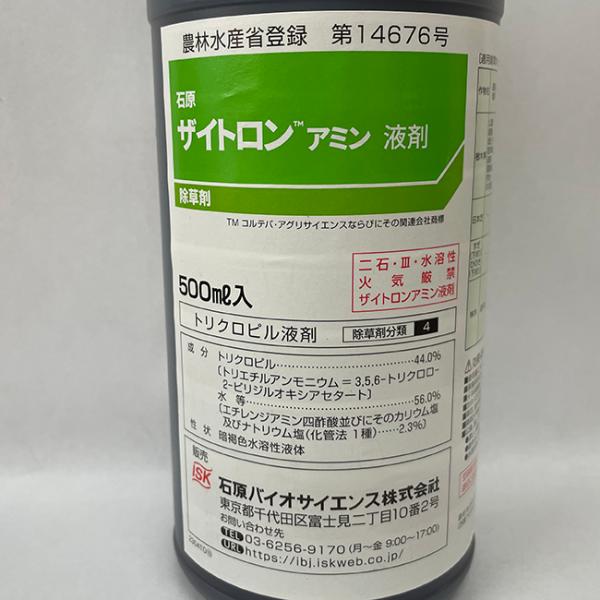 農林水産省登録 第14676号
石原
ザイトロン™アミン 液剤
除草剤
TM コルテバ・アグリサイエンスならびにその関連会社商標
二石・Ⅲ・水溶性
火気厳禁
ザイトロンアミン液剤
500ml入
トリクロピル液剤 除草剤分類 4
成分 トリクロピル……………………44.0%
〔トリエチルアンモニウム=3,5,6-トリクロロ-
2-ピリジルオキシアセタート〕
水 等……………………56.0%
〔エチレンジアミン四酢酸並びにそのカリウム塩
及びナトリウム塩(化管法 1種)……2.3%〕
性状 暗褐色水溶性液体
販売
ISK
石原バイオサイエンス株式会社
東京都千代田区富士見二丁目10番2号
お問い合わせ先
TEL 03-6256-9170 (月〜金 9:00〜17:00)
URL https://ibj.iskweb.co.jp/